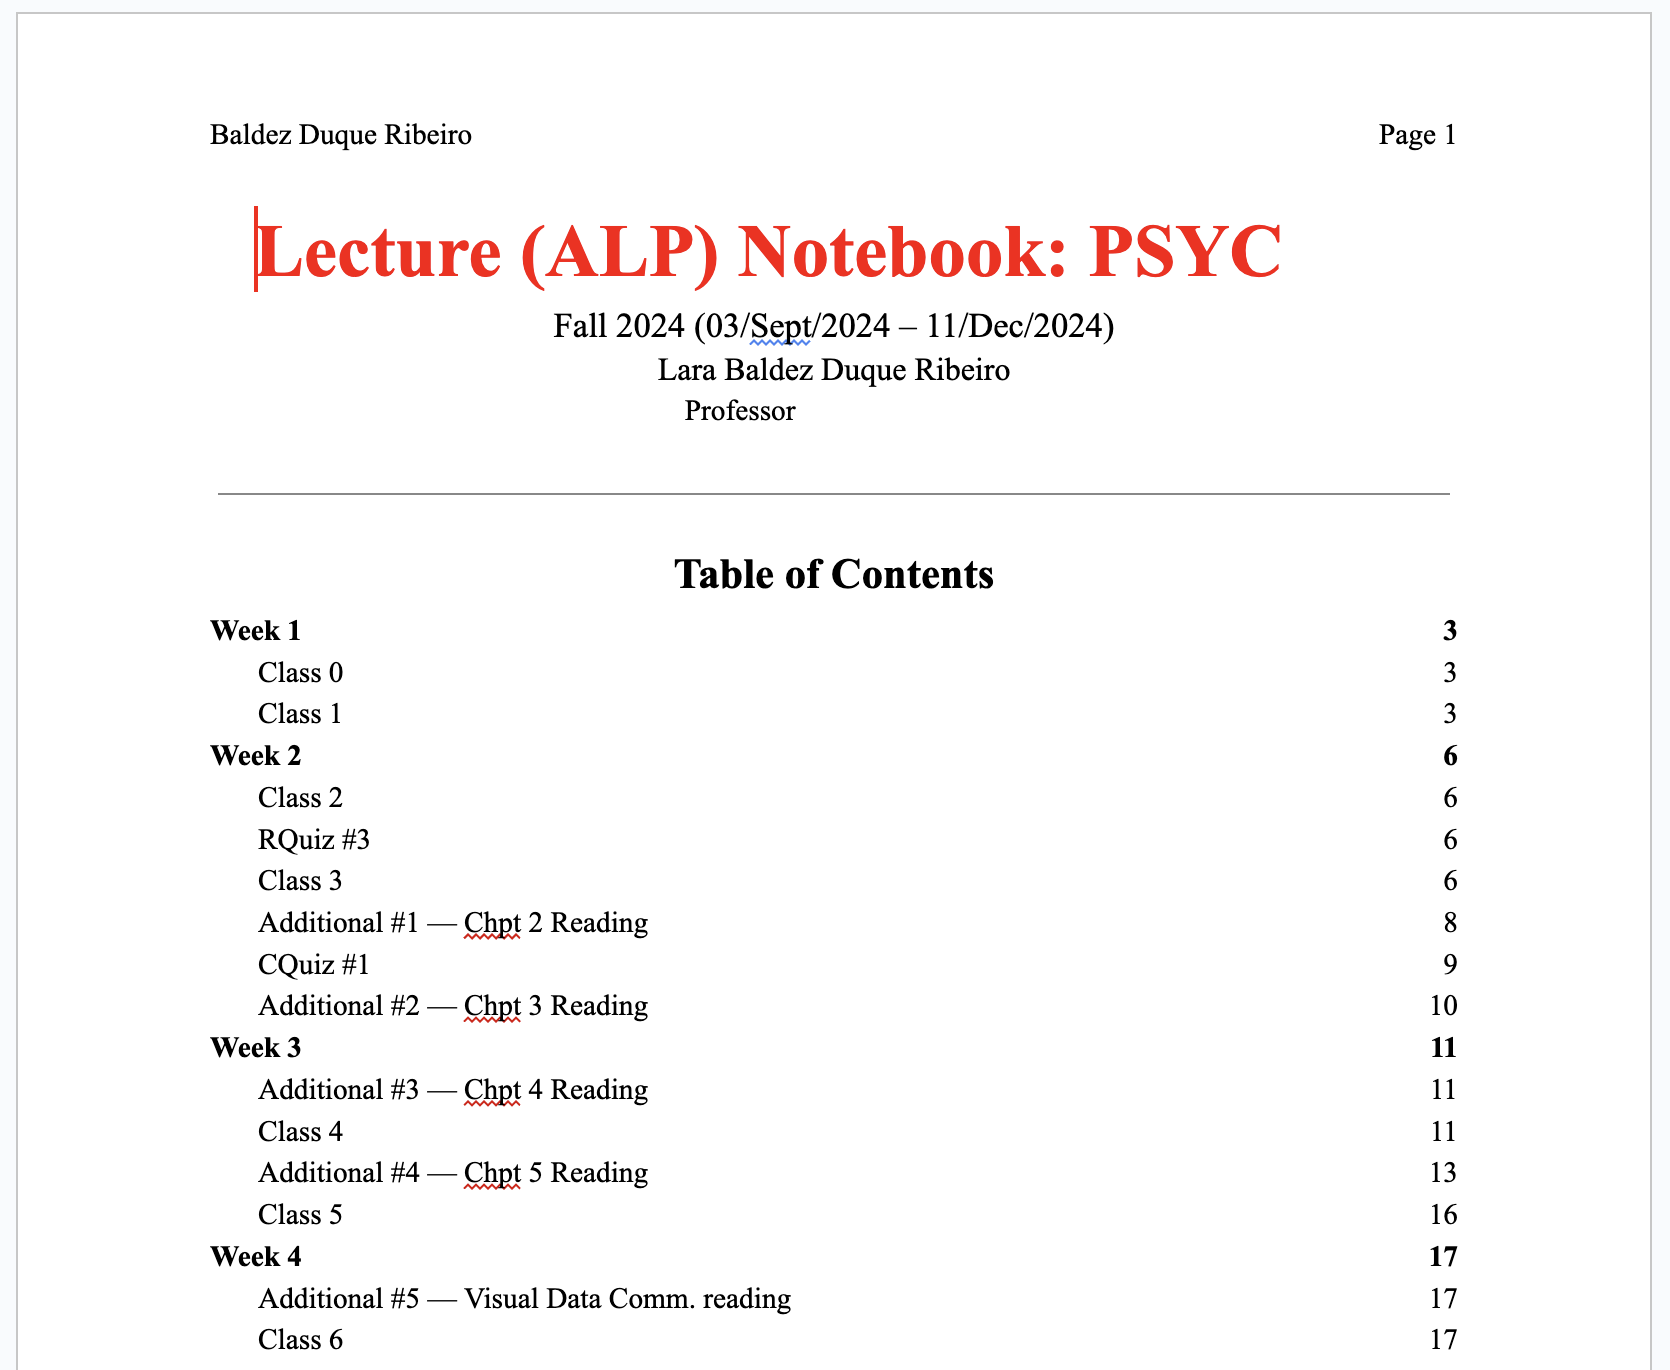 Baldez Duque Ribeiro Page 1
Lecture (ALP) Notebook: PSYC
Fall 2024 (03/Sept/2024 – 11/Dec/2024)
Lara Baldez Duque Ribeiro
Professor
Table of Contents
Week 1 3
Class 0 3
Class 1 3
Week 2 6
Class 2 6
RQuiz #3 6
Class 3 6
Additional #1 — Chpt 2 Reading 8
CQuiz #1 9
Additional #2 — Chpt 3 Reading 10
Week 3 11
Additional #3 — Chpt 4 Reading 11
Class 4 11
Additional #4 — Chpt 5 Reading 13
Class 5 16
Week 4 17
Additional #5 — Visual Data Comm. reading 17
Class 6 17